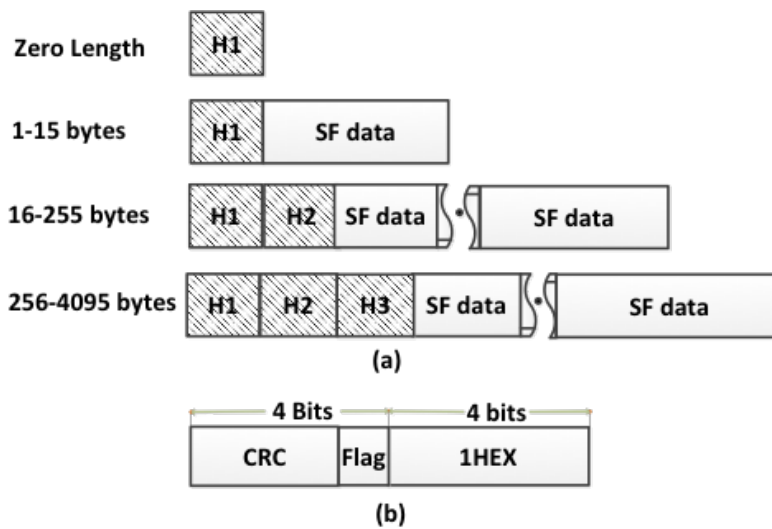 Zero Length H1
1-15 bytes H1 SF data
16-255 bytes H1 H2 SF data SF data
256-4095 bytes H1 H2 H3 SF data SF data
(a)
4 Bits 4 bits
CRC Flag 1HEX
(b)